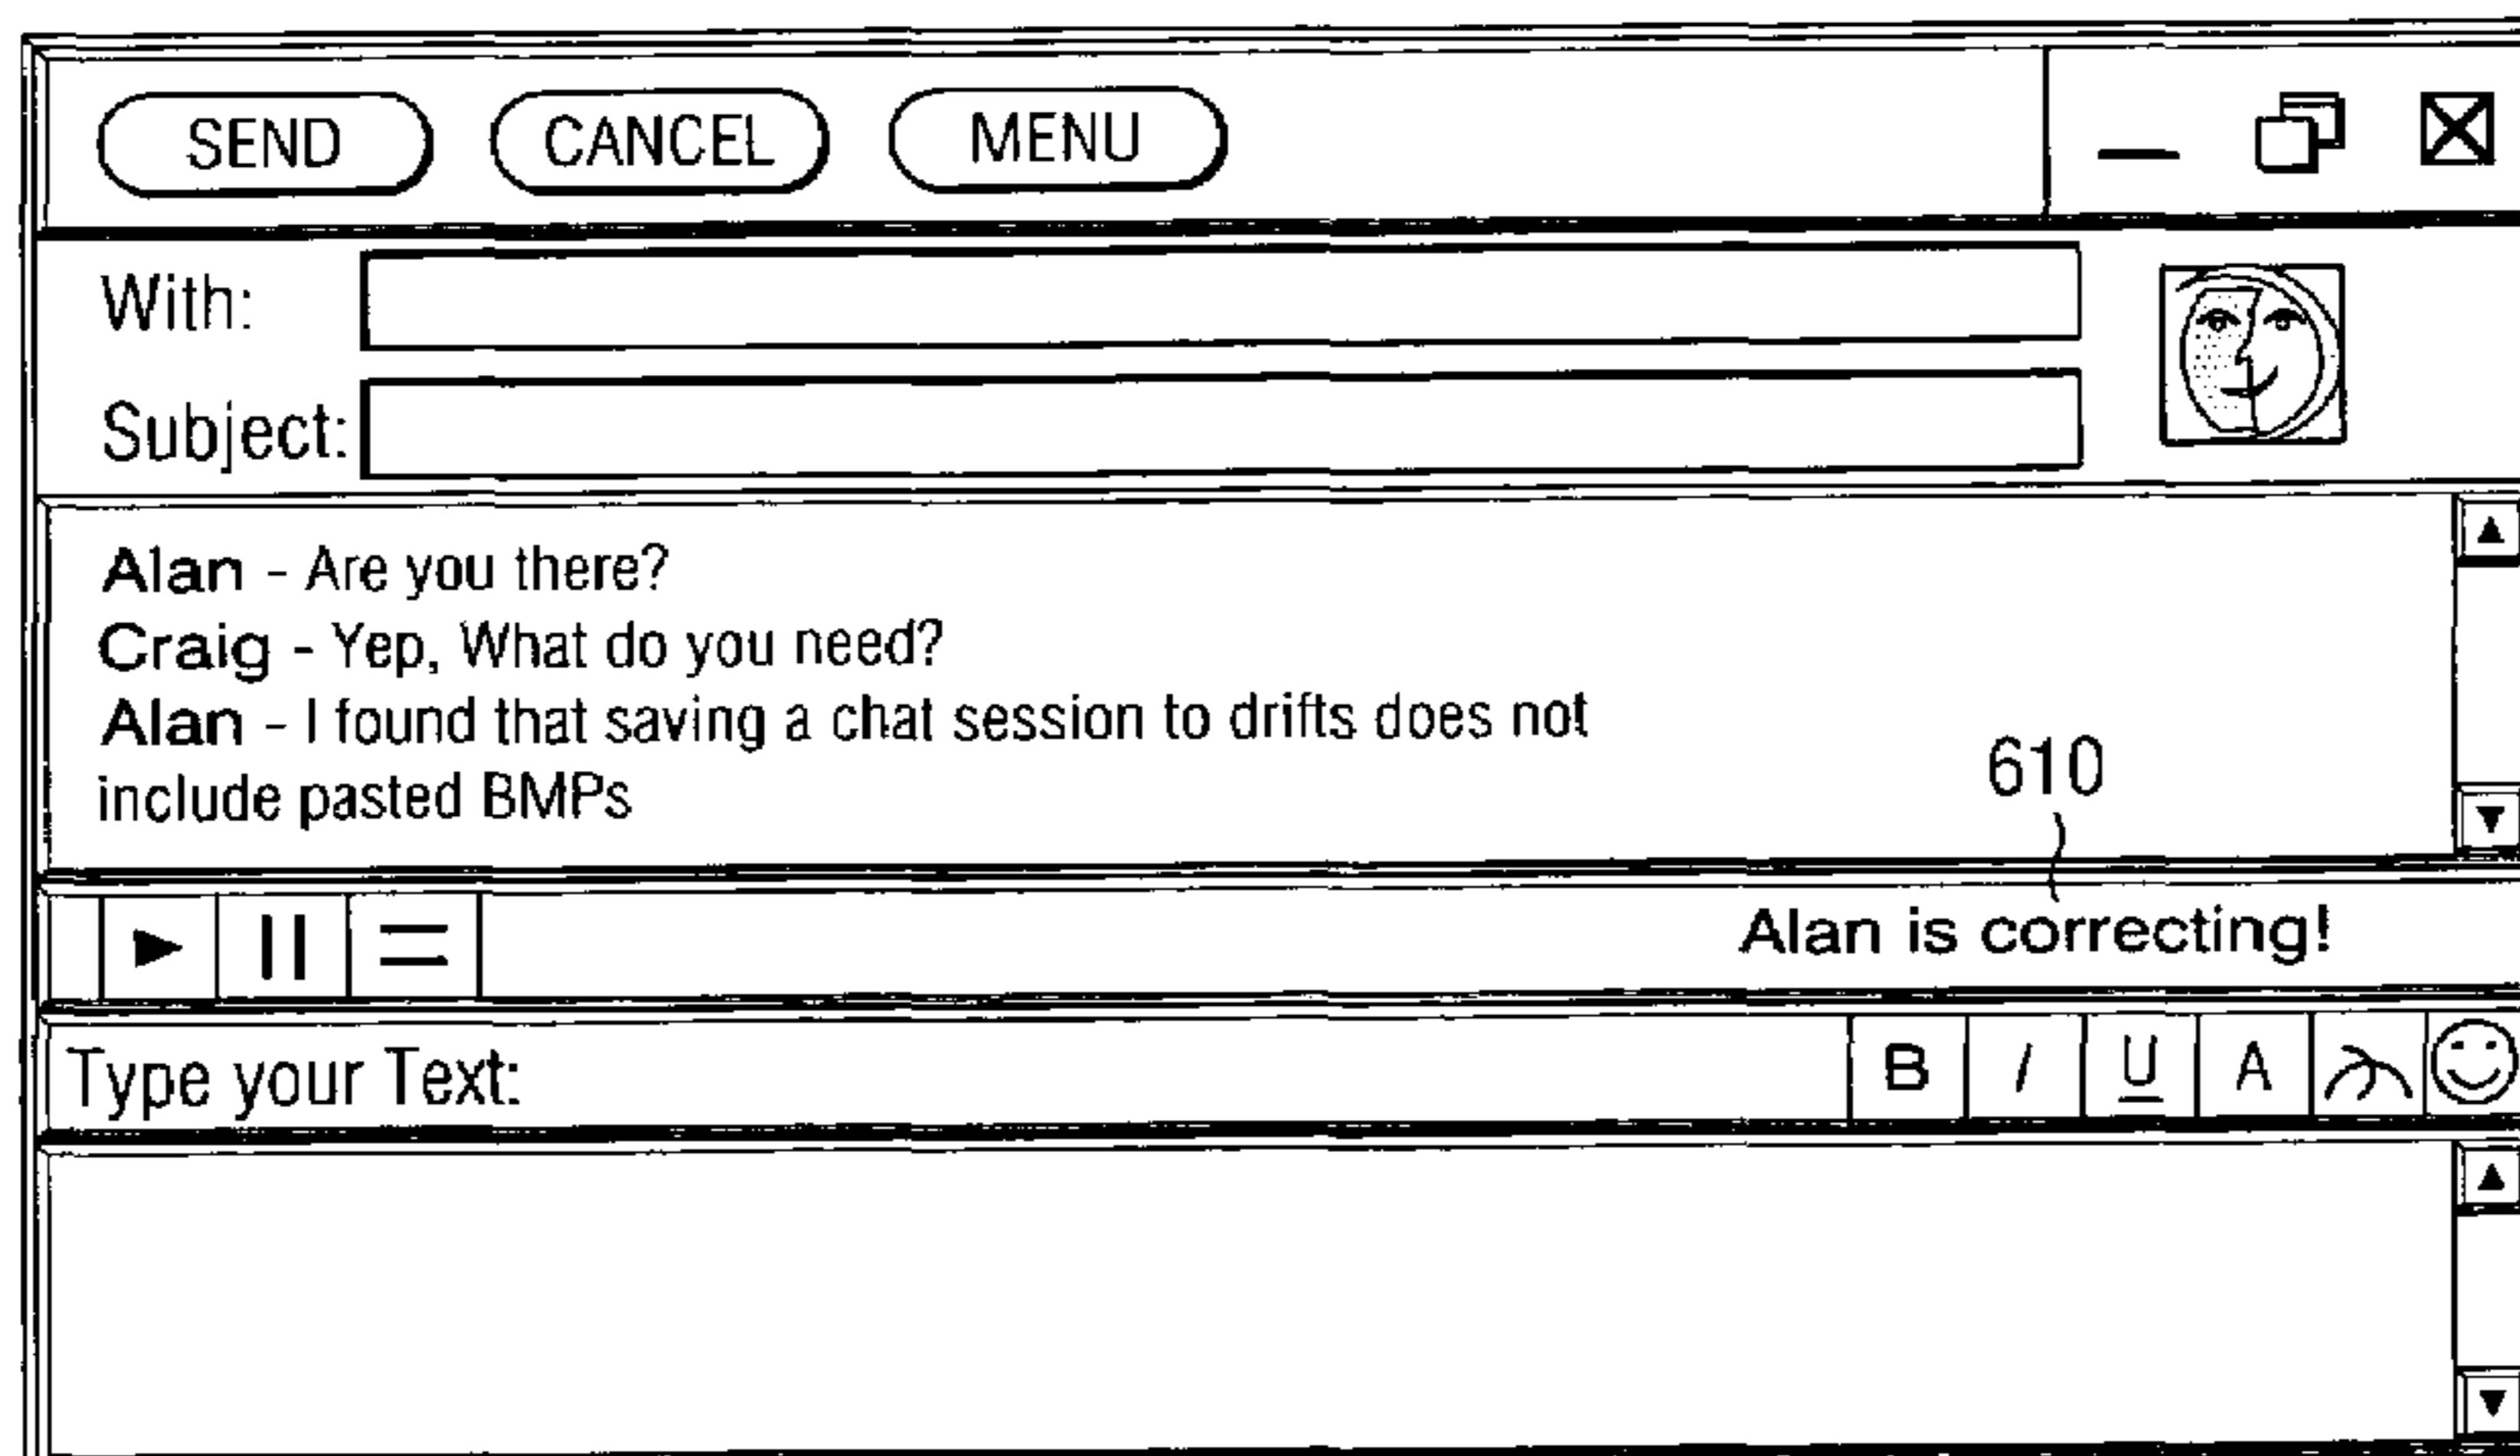 SEND CANCEL MENU
With:
Subject:
Alan - Are you there?
Craig - Yep, What do you need?
Alan - I found that saving a chat session to drifts does not
include pasted BMPs
610
Alan is correcting!
Type your Text: B I U A